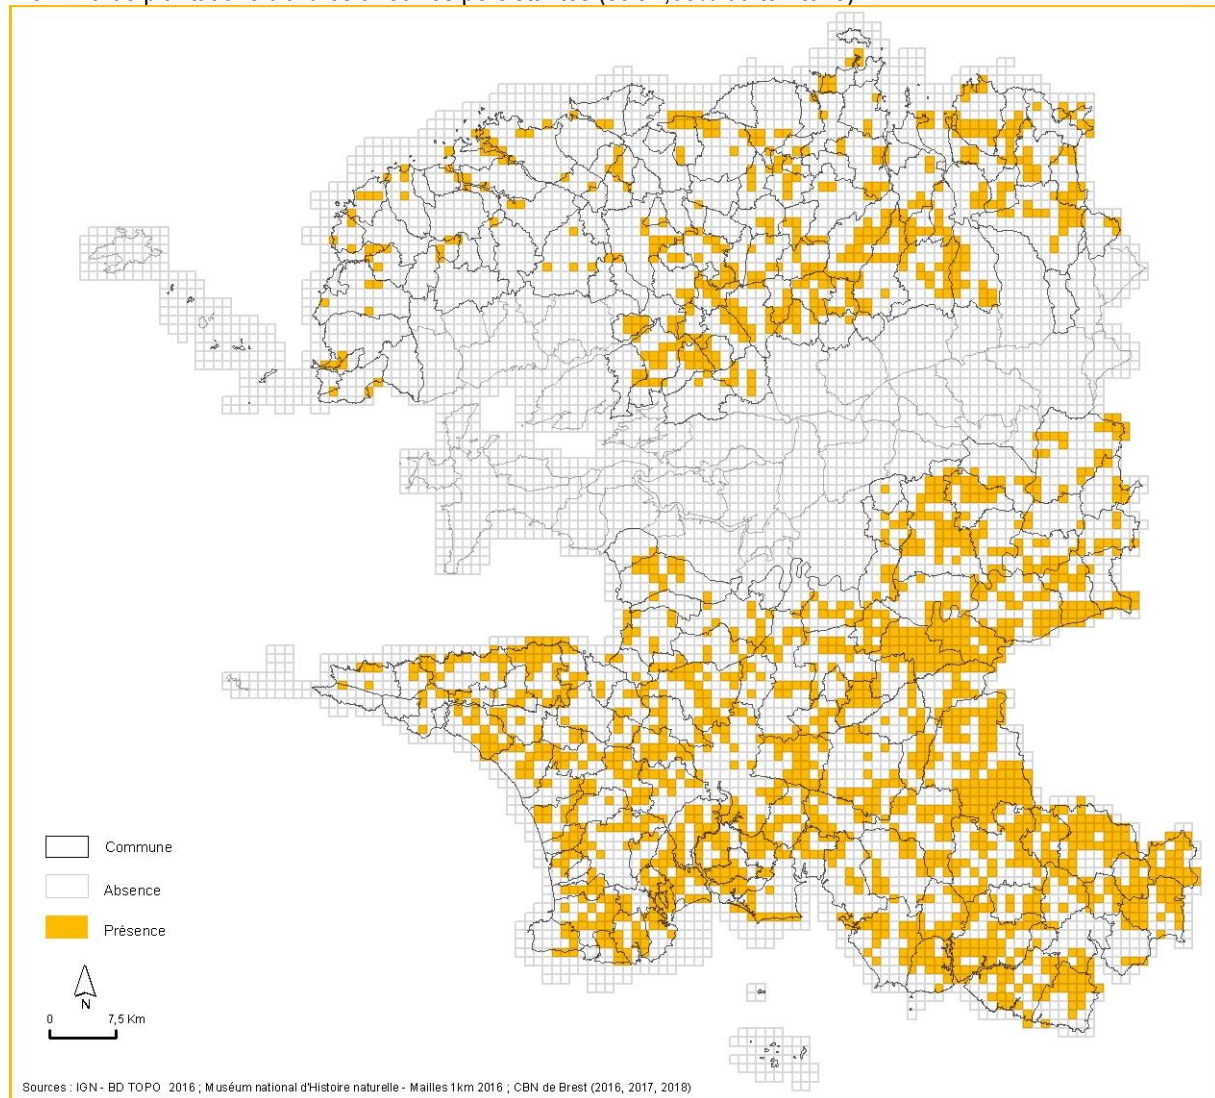 Commune
Absence
Présence
N
0 7,5 Km
Sources : IGN - BD TOPO 2016 ; Muséum national d'Histoire naturelle - Mailles 1km 2016 ; CBN de Brest (2016, 2017, 2018)